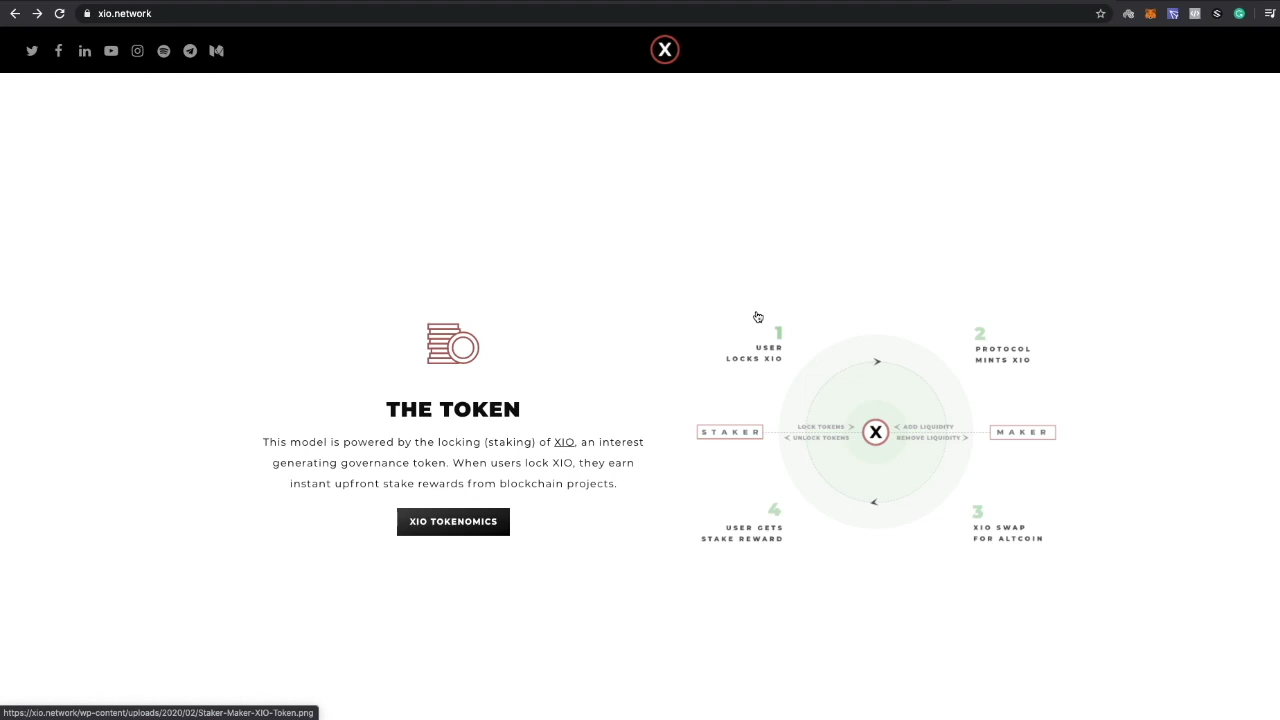 xio.network
X
THE TOKEN
This model is powered by the locking (staking) of XIO, an interest
generating governance token. When users lock XIO, they earn
instant upfront stake rewards from blockchain projects.
XIO TOKENOMICS
1
USER
LOCKS XIO
2
PROTOCOL
MINTS XIO
STAKER
LOCK TOKENS >
< UNLOCK TOKENS
X
< ADD LIQUIDITY
REMOVE LIQUIDITY >
MAKER
4
USER GETS
STAKE REWARD
3
XIO SWAP
FOR ALTCOIN
https://xio.network/wp-content/uploads/2020/02/Staker-Maker-XIO-Token.png